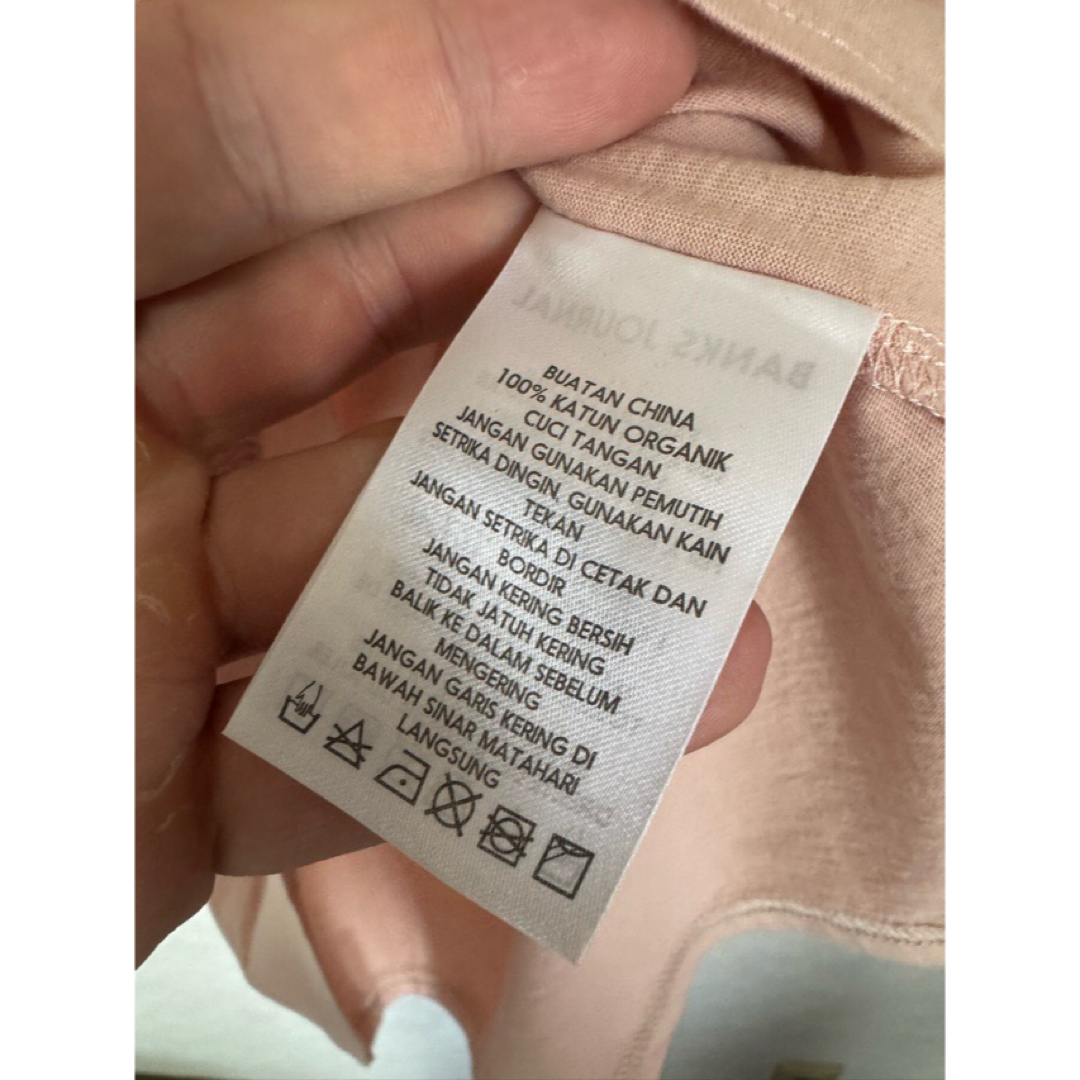 BANKS JOURNAL
BUATAN CHINA
100% KATUN ORGANIK
CUCI TANGAN
JANGAN GUNAKAN PEMUTIH
SETRIKA DINGIN, GUNAKAN KAIN
TEKAN
JANGAN SETRIKA DI CETAK DAN
BORDIR
JANGAN KERING BERSIH
TIDAK JATUH KERING
BALIK KE DALAM SEBELUM
MENGERING
JANGAN GARIS KERING DI
BAWAH SINAR MATAHARI
LANGSUNG